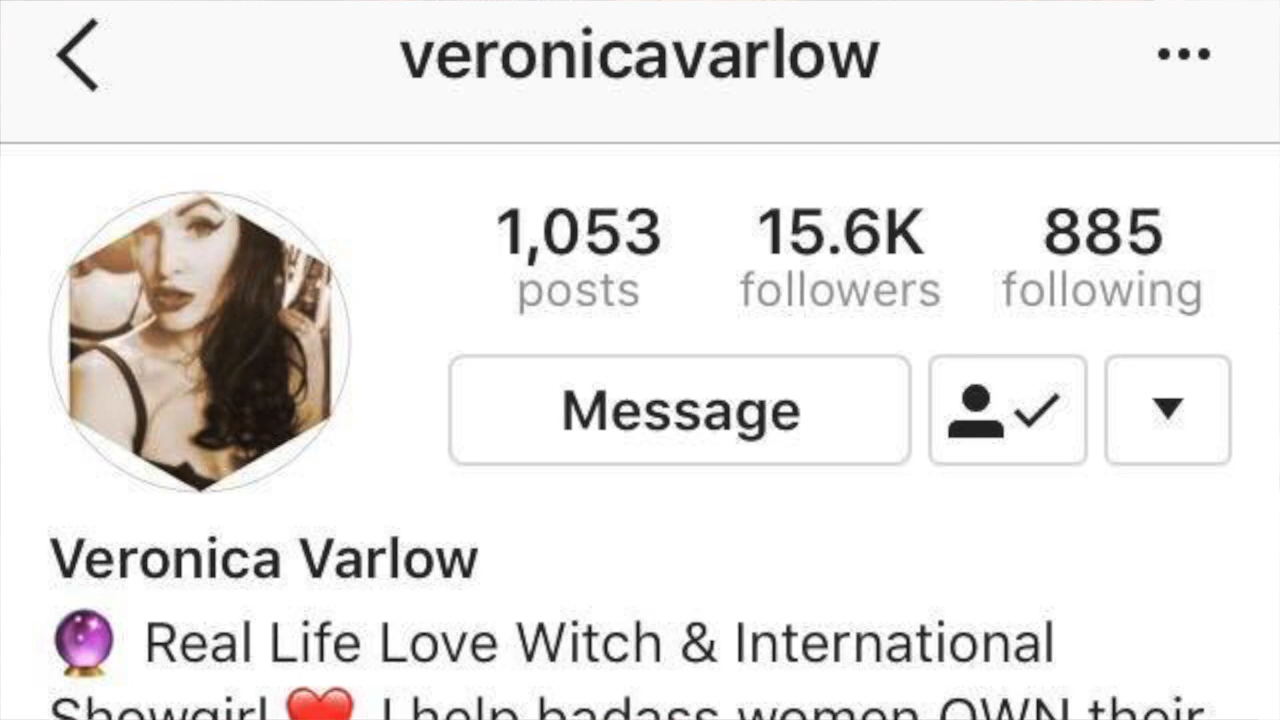 veronicavarlow
1,053 15.6K 885
posts followers following
Message
Veronica Varlow
🔮 Real Life Love Witch & International
Showgirl ❤️ I help badass women OWN their